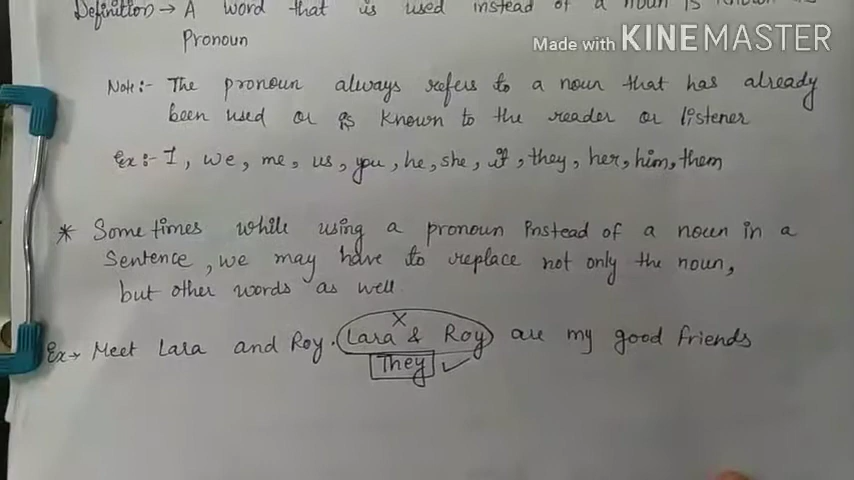 Definition → A word that is used instead of a noun is known as
Pronoun
Made with KINEMASTER
Note:- The pronoun always refers to a noun that has already
been used or is known to the reader or listener
Ex:- I, we, me, us, you, he, she, it, they, her, him, them
* Some times while using a pronoun instead of a noun in a
Sentence, we may have to replace not only the noun,
but other words as well.
Ex→ Meet Lara and Roy. Lara & Roy are my good friends
They ✓